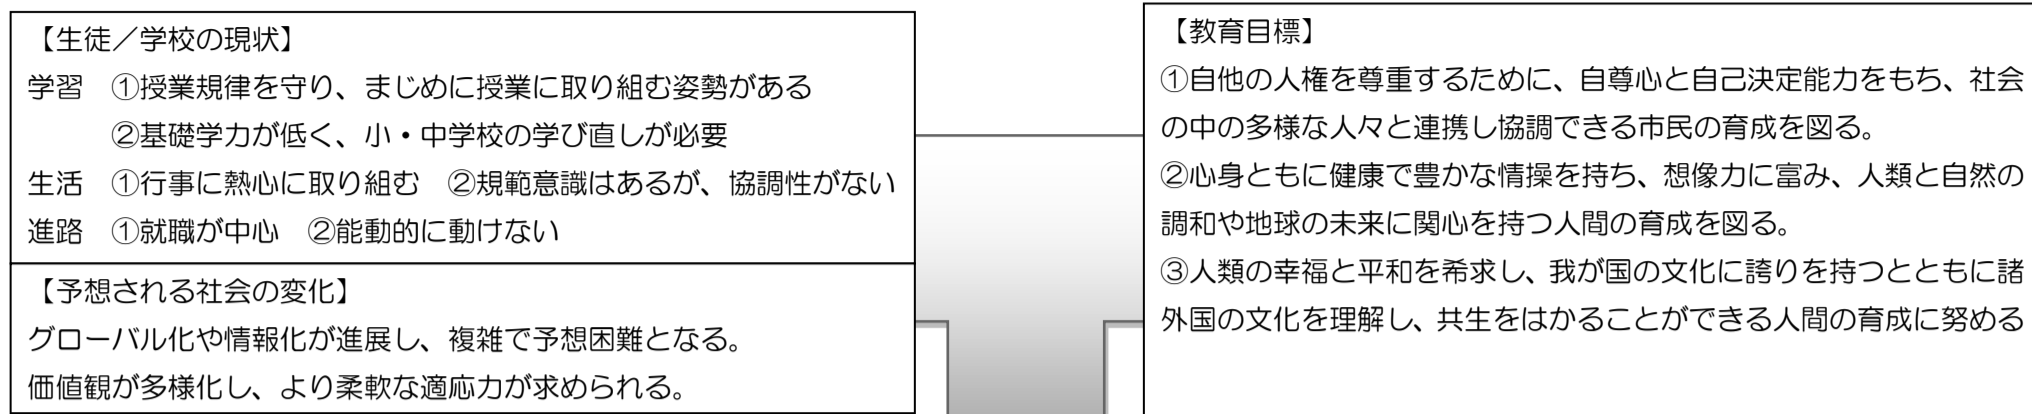 【生徒／学校の現状】
学習　①授業規律を守り、まじめに授業に取り組む姿勢がある
②基礎学力が低く、小・中学校の学び直しが必要
生活　①行事に熱心に取り組む　②規範意識はあるが、協調性がない
進路　①就職が中心　②能動的に動けない
【予想される社会の変化】
グローバル化や情報化が進展し、複雑で予想困難となる。
価値観が多様化し、より柔軟な適応力が求められる。
【教育目標】
①自他の人権を尊重するために、自尊心と自己決定能力をもち、社会
の中の多様な人々と連携し協調できる市民の育成を図る。
②心身ともに健康で豊かな情操を持ち、想像力に富み、人類と自然の
調和や地球の未来に関心を持つ人間の育成を図る。
③人類の幸福と平和を希求し、我が国の文化に誇りを持つとともに諸
外国の文化を理解し、共生をはかることができる人間の育成に努める